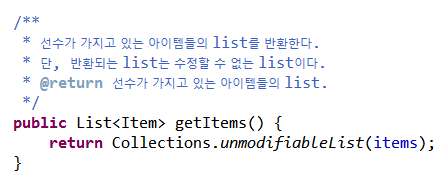 /**
 * 선수가 가지고 있는 아이템들의 list를 반환한다.
 * 단, 반환되는 list는 수정할 수 없는 list이다.
 * @return 선수가 가지고 있는 아이템들의 list.
 */
public List<Item> getItems() {
    return Collections.unmodifiableList(items);
}